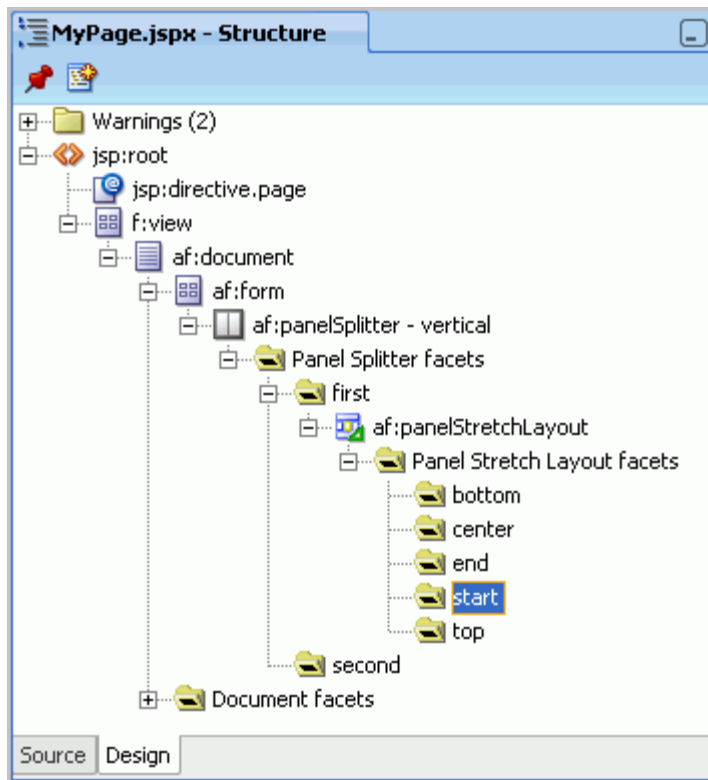 MyPage.jspx - Structure
Warnings (2)
jsp:root
jsp:directive.page
f:view
af:document
af:form
af:panelSplitter - vertical
Panel Splitter facets
first
af:panelStretchLayout
Panel Stretch Layout facets
bottom
center
end
start
top
second
Document facets
Source Design